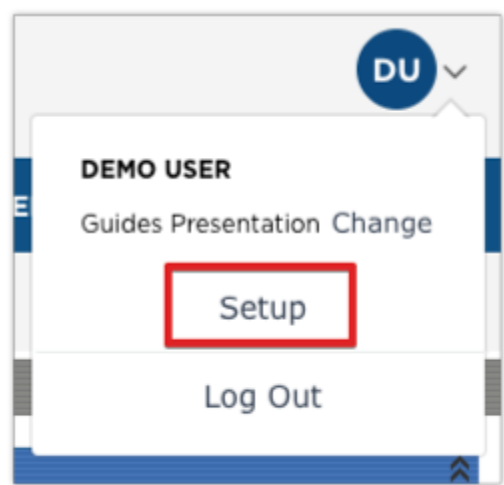 DU
DEMO USER
E
Guides Presentation Change
Setup
Log Out